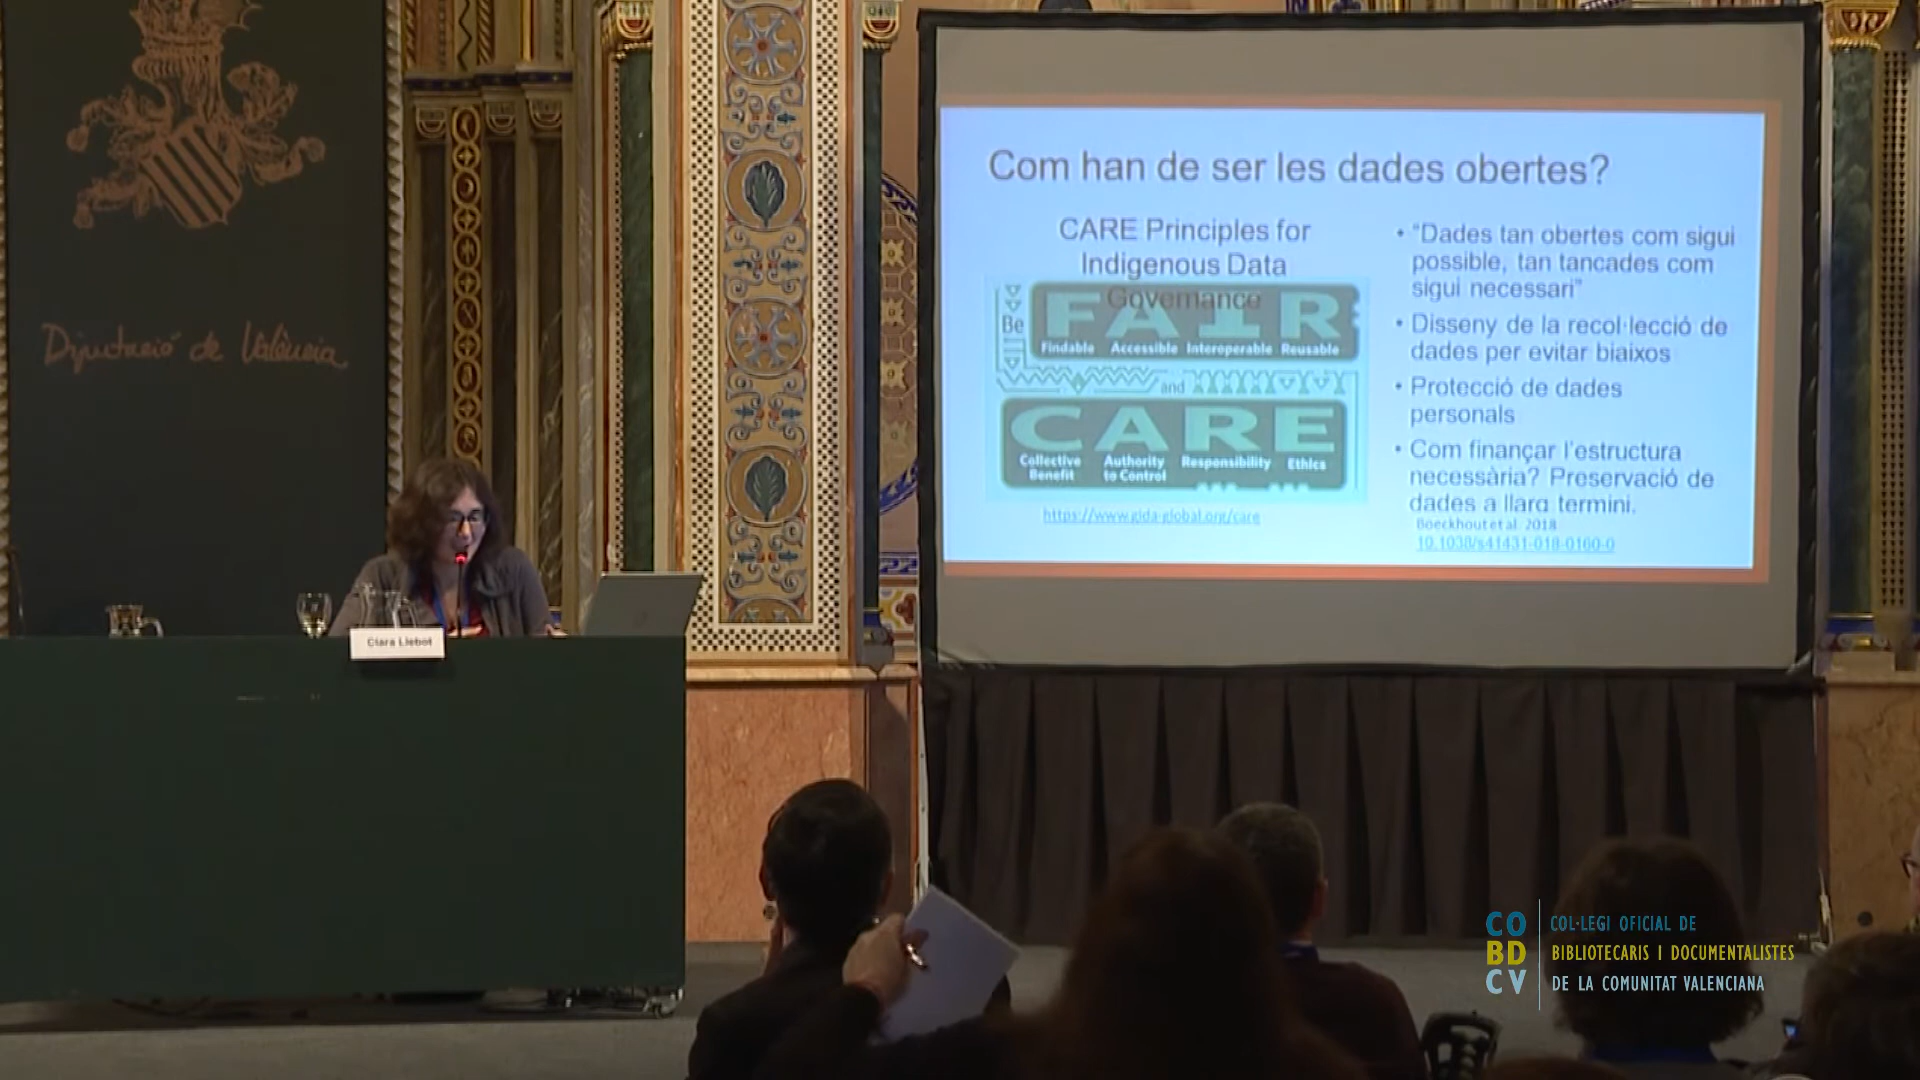 Diputació de València
Clara Llebot
Com han de ser les dades obertes?
CARE Principles for
Indigenous Data
Governance
Be
FAIR
Findable Accessible Interoperable Reusable
and
CARE
Collective Authority Responsibility Ethics
Benefit to Control
https://www.gida-global.org/care
• "Dades tan obertes com sigui
possible, tan tancades com
sigui necessari"
• Disseny de la recol·lecció de
dades per evitar biaixos
• Protecció de dades
personals
• Com finançar l'estructura
necessària? Preservació de
dades a llarg termini.
Boeckhout et al. 2018
10.1038/s41431-018-0160-0
CO
BD
CV
COL·LEGI OFICIAL DE
BIBLIOTECARIS I DOCUMENTALISTES
DE LA COMUNITAT VALENCIANA